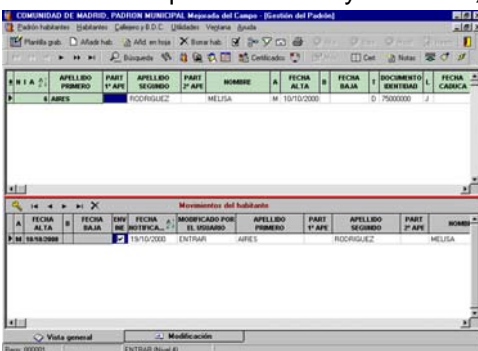 COMUNIDAD DE MADRID, PADRON MUNICIPAL Mejorada del Campo - [Gestión del Padrón]
Padrón habitantes Habitantes Callejero y B.D.C. Utilidades Ventana Ayuda
Plantilla grab. Añade hab. Añd. en hoja Borrar hab.
Búsqueda Certificados Cert Notas
N I A APELLIDO PRIMERO PART 1º APE APELLIDO SEGUNDO PART 2º APE NOMBRE A FECHA ALTA B FECHA BAJA T DOCUMENTO IDENTIDAD L FECHA CADUCA
6 AIRES RODRIGUEZ MELISA M 10/10/2000 D 75000000 J
Movimientos del habitante
A FECHA ALTA B FECHA BAJA ENV INE FECHA NOTIFICA... MODIFICADO POR EL USUARIO APELLIDO PRIMERO PART 1º APE APELLIDO SEGUNDO PART 2º APE NOMB
M 10/10/2000 19/10/2000 ENTRAR AIRES RODRIGUEZ MELISA
Vista general Modificación
ENTRAR (Nivel 4)